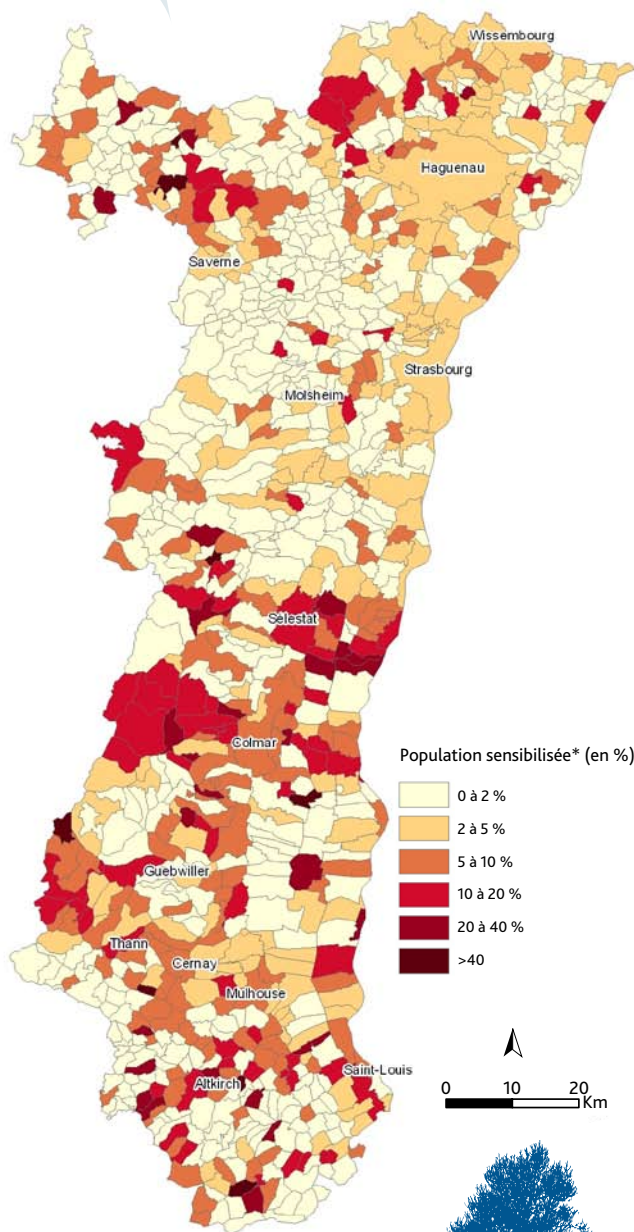 Wissembourg
Haguenau
Saverne
Strasbourg
Molsheim
Sélestat
Colmar
Population sensibilisée* (en %)
0 à 2 %
2 à 5 %
5 à 10 %
10 à 20 %
20 à 40 %
>40
Guebwiller
Thann
Cernay
Mulhouse
Saint-Louis
Altkirch
0 10 20
Km